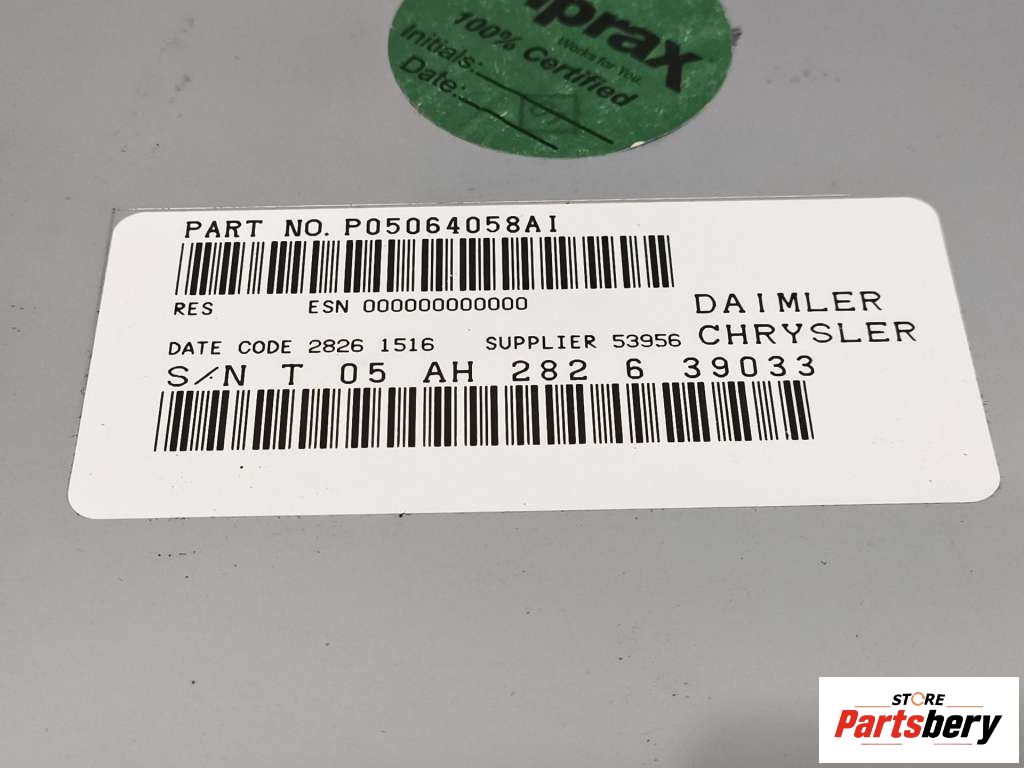 100% Certified
Works for You.
Initials:
Date:
PART NO. P05064058AI
RES ESN 000000000000
DAIMLER
CHRYSLER
DATE CODE 2826 1516 SUPPLIER 53956
S/N T 05 AH 282 6 39033
STORE
Partsbery